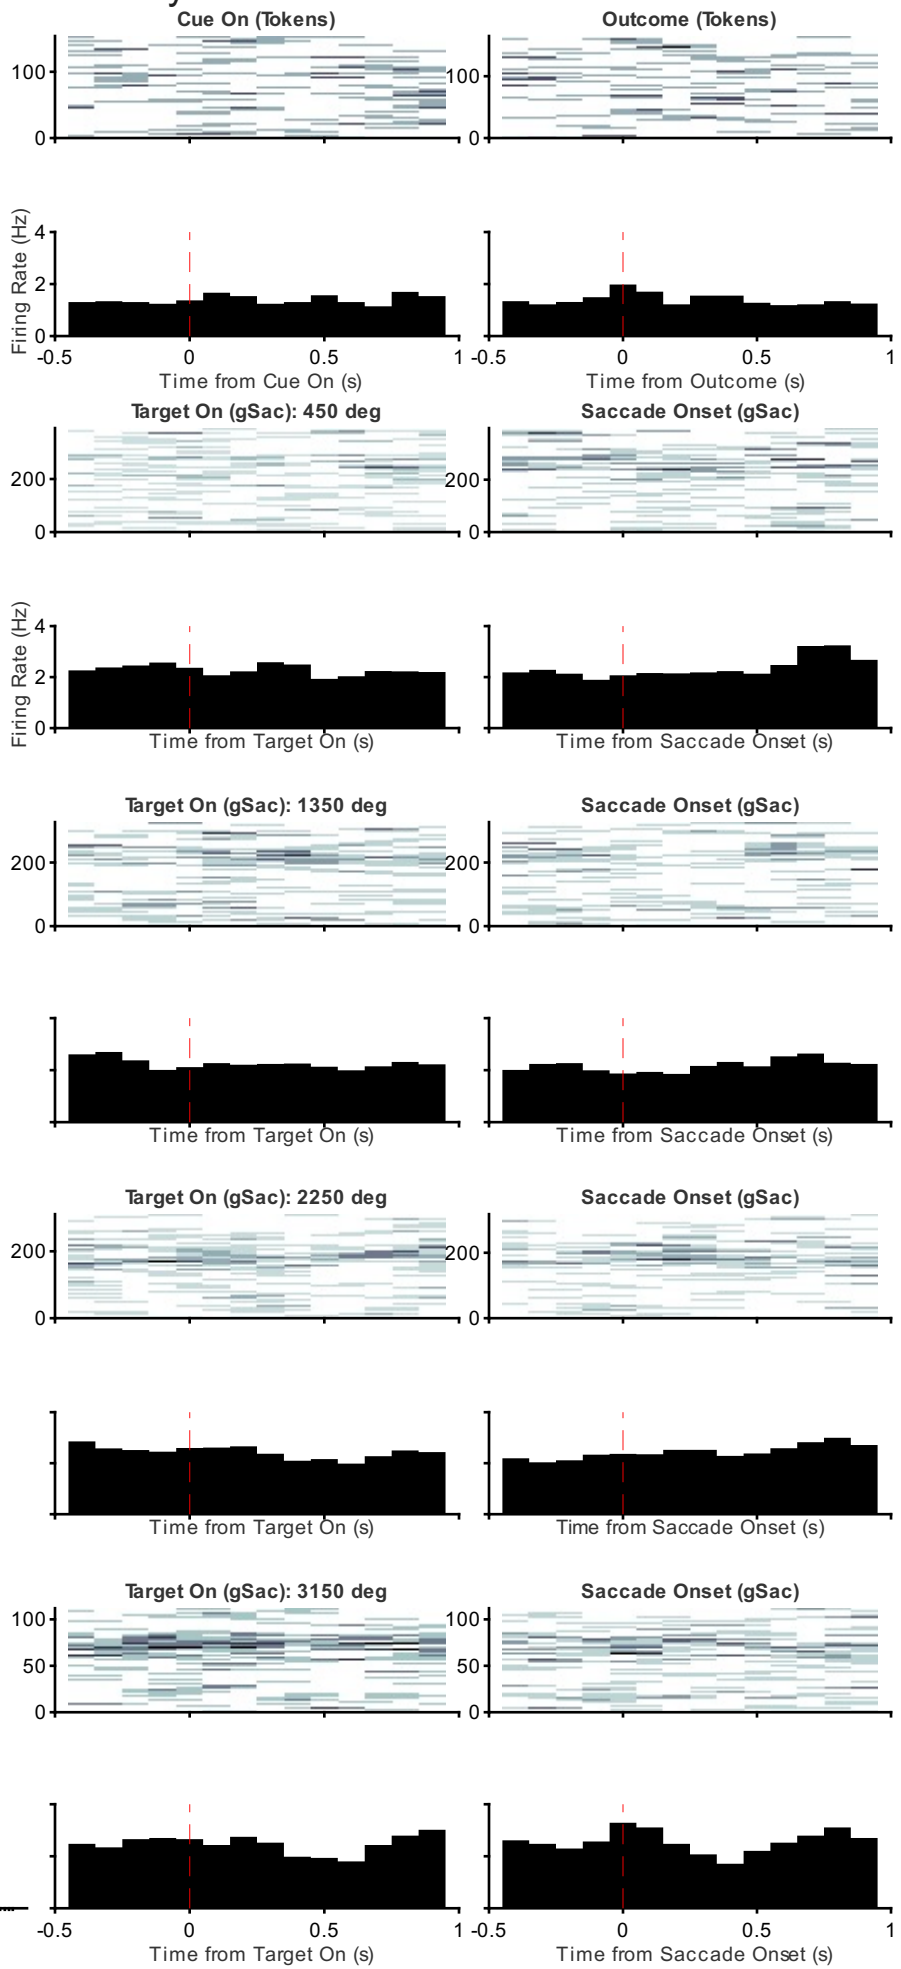 y
Cue On (Tokens) Outcome (Tokens)
100 100
0 0
Firing Rate (Hz)
4
2
0
-0.5 0 0.5 1 -0.5 0 0.5 1
Time from Cue On (s) Time from Outcome (s)
Target On (gSac): 450 deg Saccade Onset (gSac)
200 200
0 0
Firing Rate (Hz)
4
2
0
Time from Target On (s) Time from Saccade Onset (s)
Target On (gSac): 1350 deg Saccade Onset (gSac)
200 200
0 0
Time from Target On (s) Time from Saccade Onset (s)
Target On (gSac): 2250 deg Saccade Onset (gSac)
200 200
0 0
Time from Target On (s) Time from Saccade Onset (s)
Target On (gSac): 3150 deg Saccade Onset (gSac)
100 100
50 50
0 0
-0.5 0 0.5 1 -0.5 0 0.5 1
Time from Target On (s) Time from Saccade Onset (s)